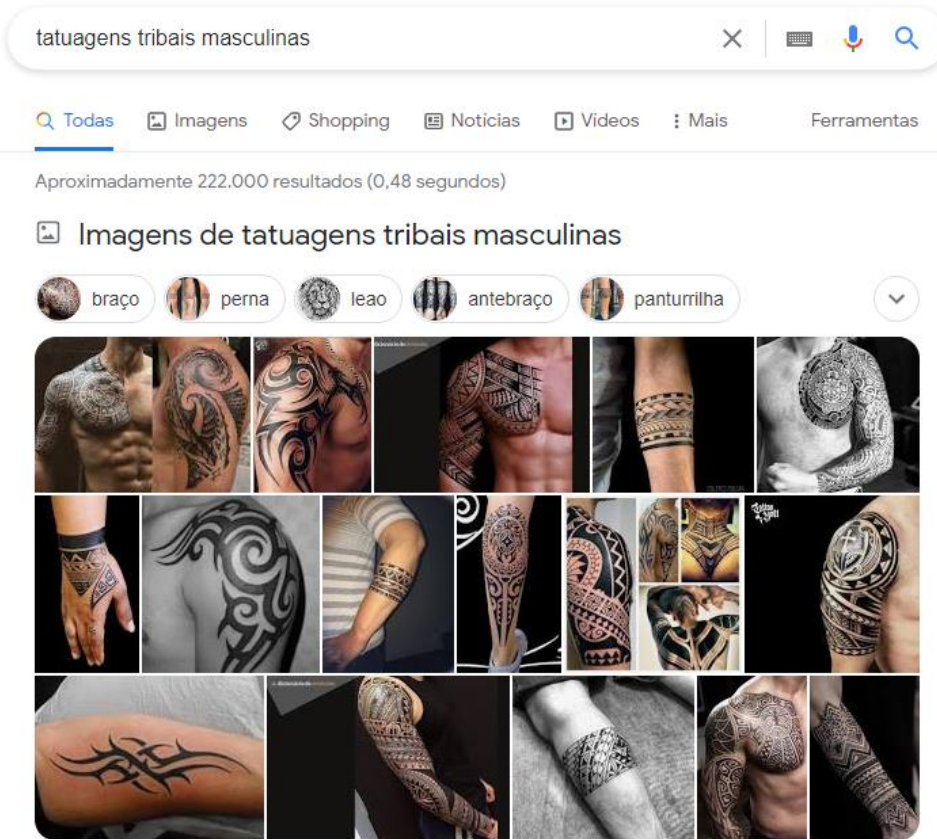 tatuagens tribais masculinas
Todas Imagens Shopping Notícias Vídeos Mais Ferramentas
Aproximadamente 222.000 resultados (0,48 segundos)
Imagens de tatuagens tribais masculinas
braço perna leao antebraço panturrilha